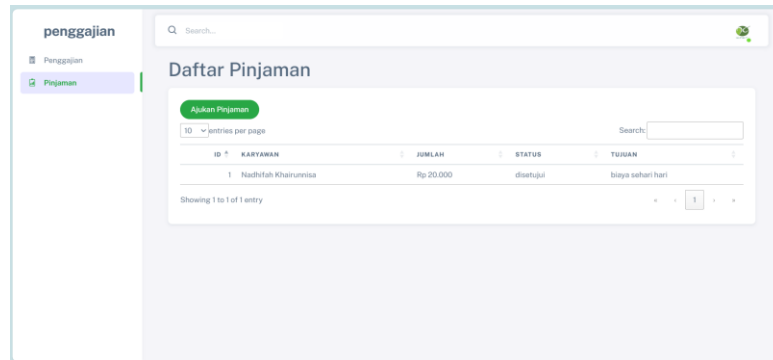 penggajian
Search...
Penggajian
Pinjaman
Daftar Pinjaman
Ajukan Pinjaman
10 entries per page Search:
ID KARYAWAN JUMLAH STATUS TUJUAN
1 Nadhifah Khairunnisa Rp 20.000 disetujui biaya sehari hari
Showing 1 to 1 of 1 entry « ‹ 1 › »